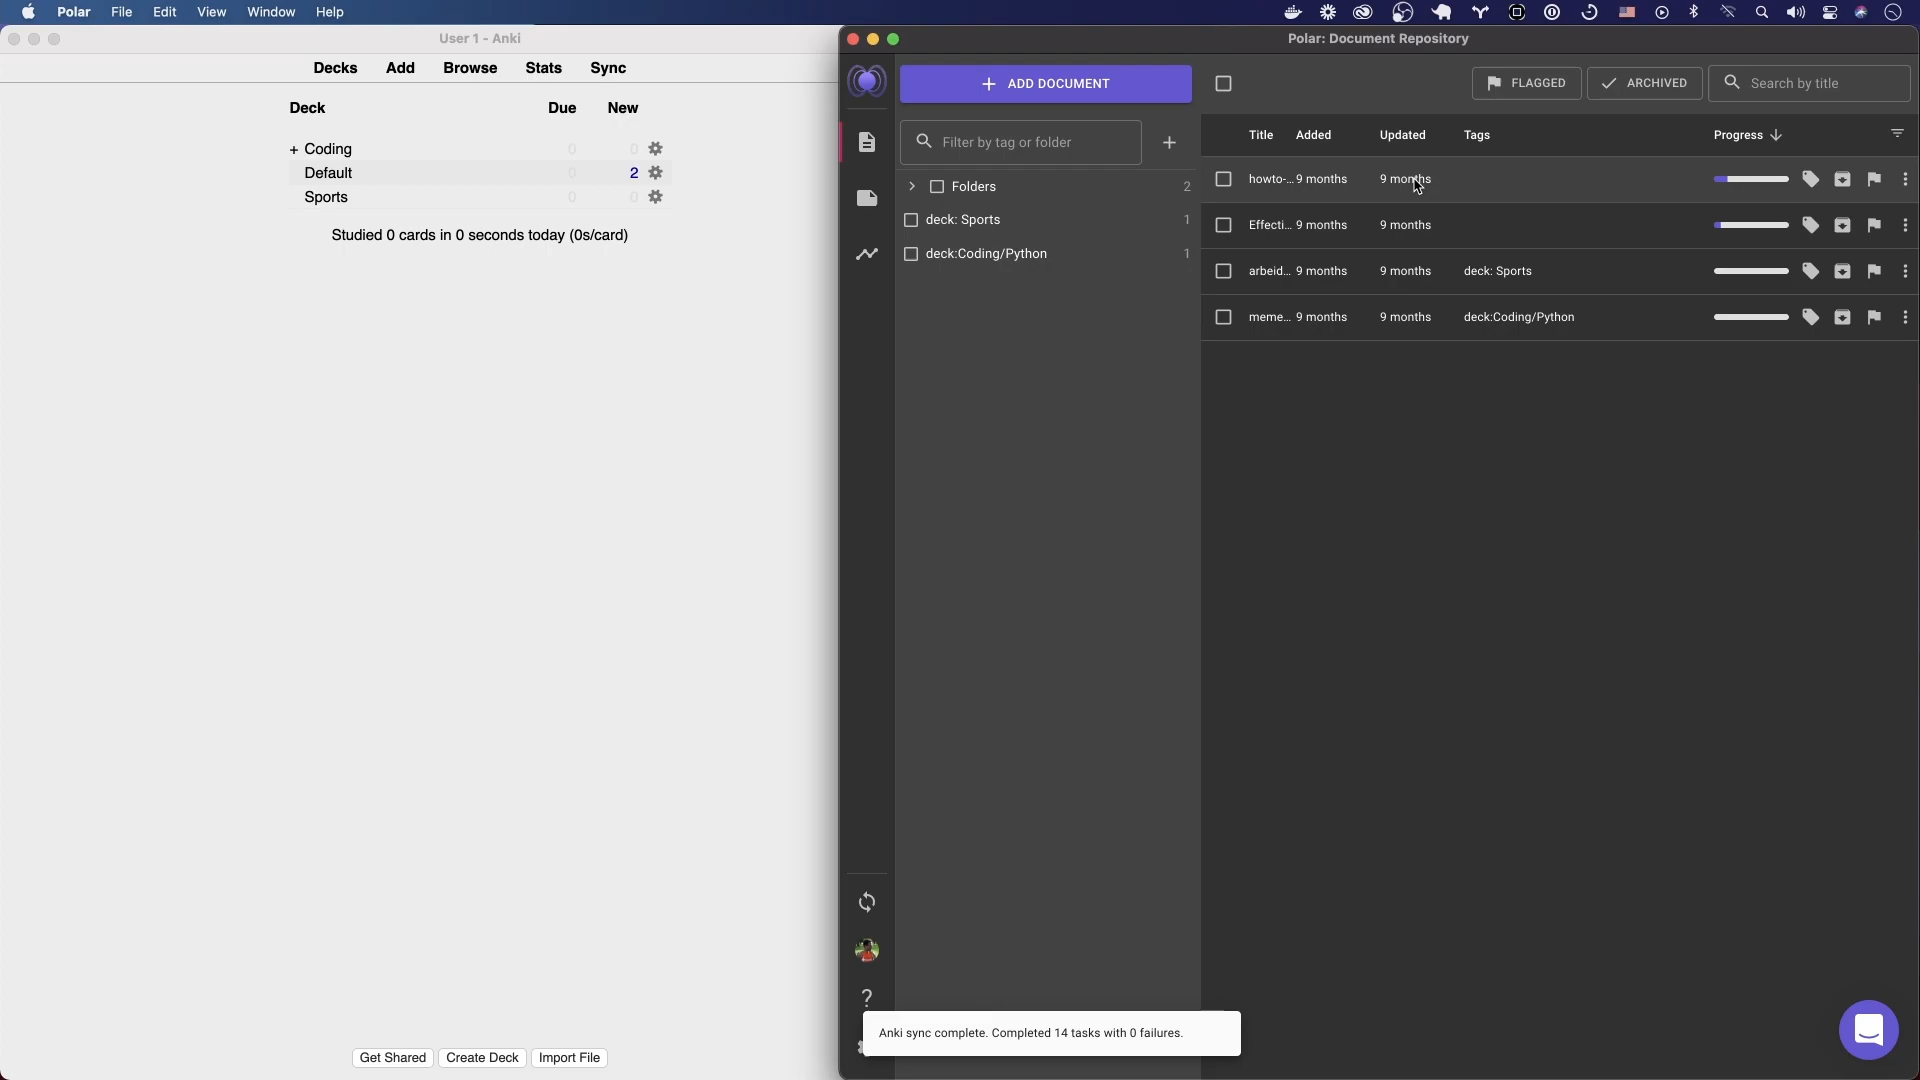 Polar File Edit View Window Help
User 1 - Anki
Decks Add Browse Stats Sync
Deck Due New
+ Coding 0 0
Default 0 2
Sports 0 0
Studied 0 cards in 0 seconds today (0s/card)
Get Shared Create Deck Import File
Polar: Document Repository
+ ADD DOCUMENT
Filter by tag or folder +
Folders 2
deck: Sports 1
deck:Coding/Python 1
FLAGGED ARCHIVED Search by title
Title Added Updated Tags Progress
howto-... 9 months 9 months
Effecti... 9 months 9 months
arbeid... 9 months 9 months deck: Sports
meme... 9 months 9 months deck:Coding/Python
?
Anki sync complete. Completed 14 tasks with 0 failures.